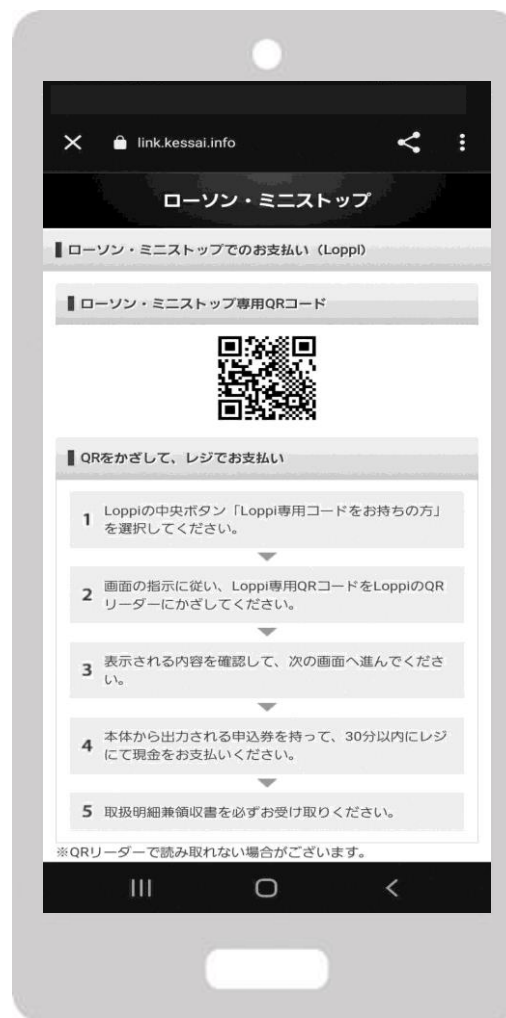 link.kessai.info
ローソン・ミニストップ
ローソン・ミニストップでのお支払い（Loppi）
ローソン・ミニストップ専用QRコード
QRをかざして、レジでお支払い
1 Loppiの中央ボタン「Loppi専用コードをお持ちの方」
を選択してください。
2 画面の指示に従い、Loppi専用QRコードをLoppiのQR
リーダーにかざしてください。
3 表示される内容を確認して、次の画面へ進んでくださ
い。
4 本体から出力される申込券を持って、30分以内にレジ
にて現金をお支払いください。
5 取扱明細兼領収書を必ずお受け取りください。
※QRリーダーで読み取れない場合がございます。